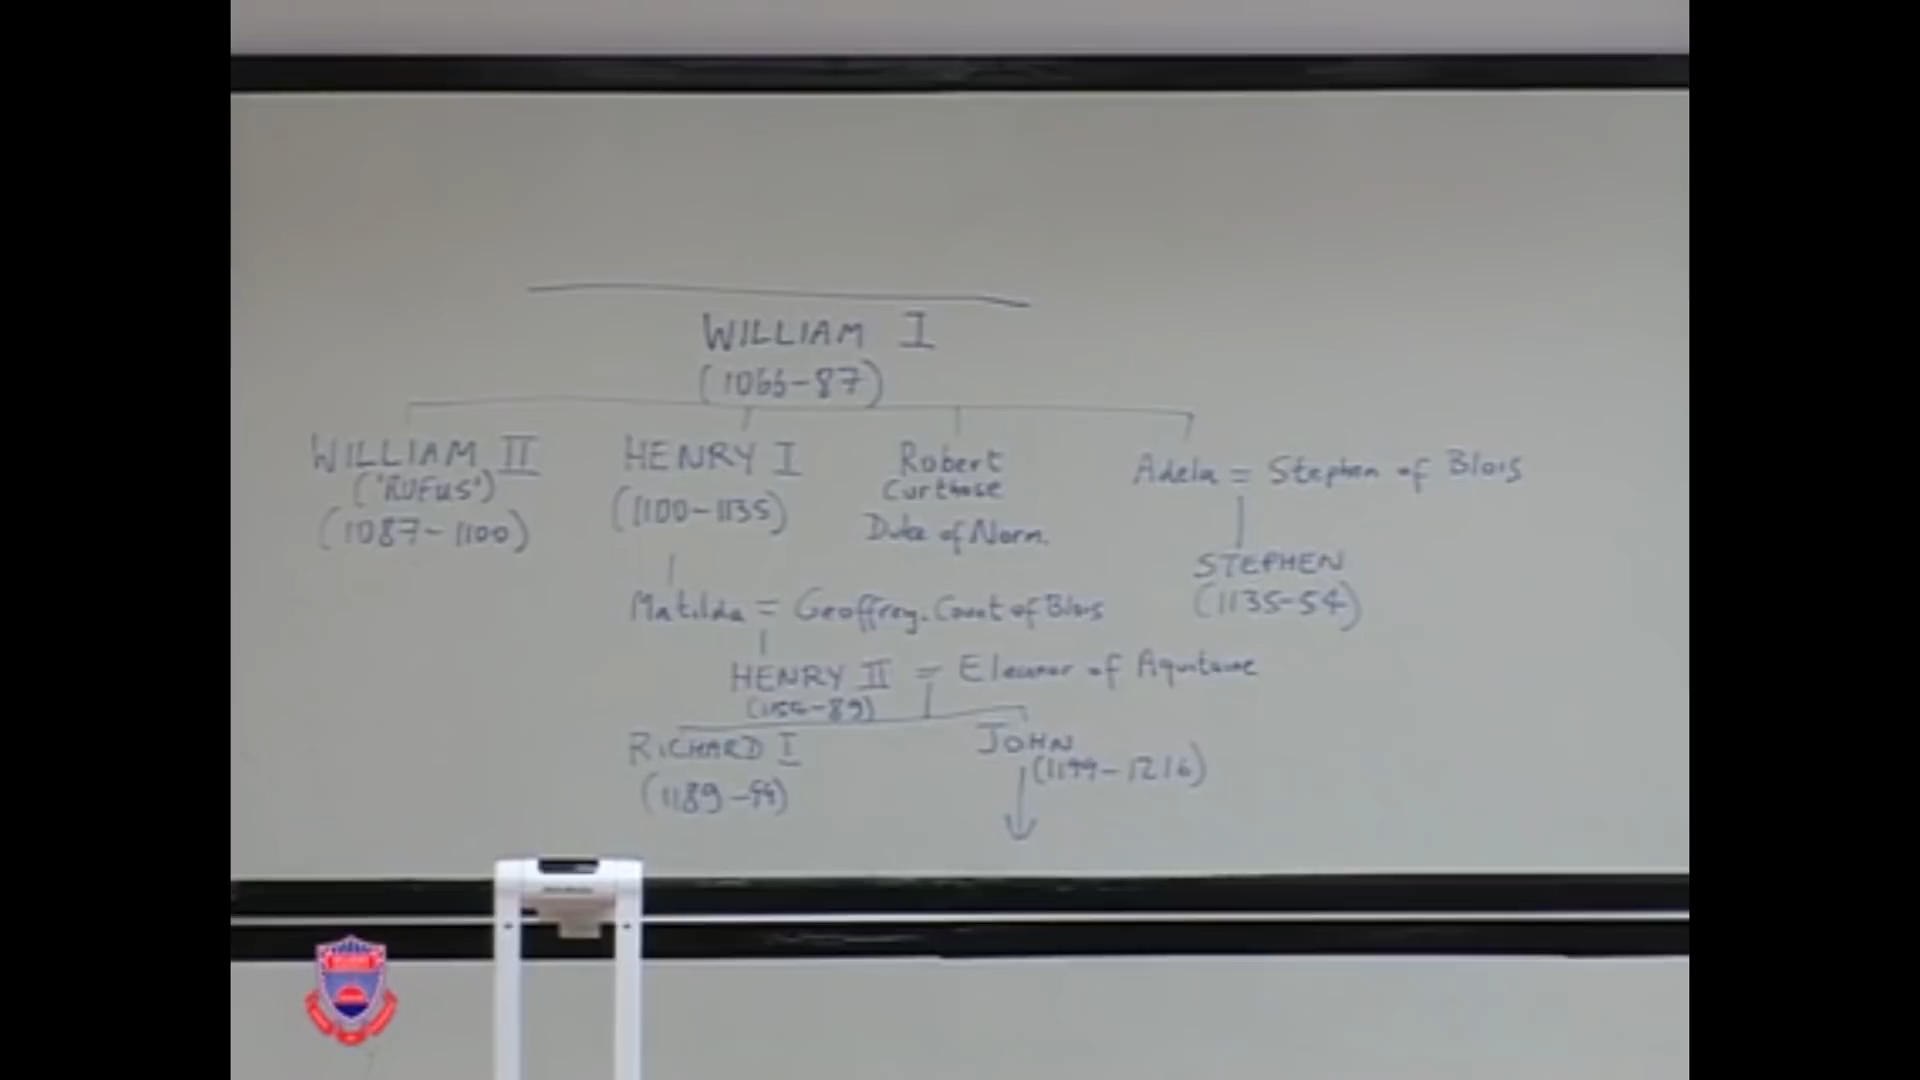 WILLIAM I
(1066-87)
WILLIAM II
('RUFUS')
(1087-1100)
HENRY I
(1100-1135)
Robert
Curthose
Duke of Norm.
Adela = Stephen of Blois
STEPHEN
(1135-54)
Matilda = Geoffrey. Count of Blois
HENRY II = Eleanor of Aquitaine
(1154-89)
RICHARD I
(1189-99)
JOHN
(1199-1216)